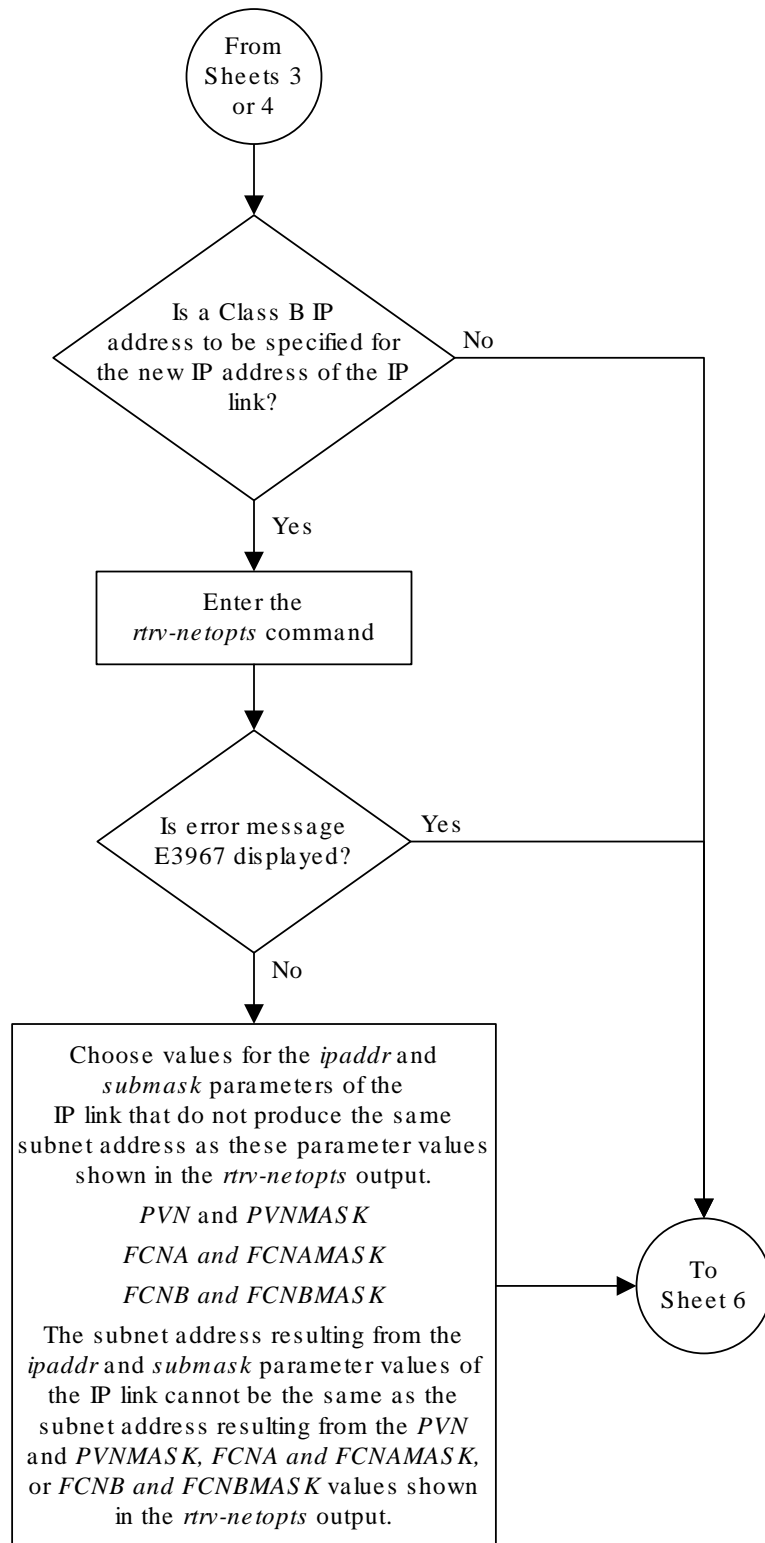 From
Sheets 3
or 4
Is a Class B IP
address to be specified for
the new IP address of the IP
link?
No
Yes
Enter the
rtrv-netopts command
Is error message
E3967 displayed?
Yes
No
Choose values for the ipaddr and
submask parameters of the
IP link that do not produce the same
subnet address as these parameter values
shown in the rtrv-netopts output.
PVN and PVNMASK
FCNA and FCNAMASK
FCNB and FCNBMASK
The subnet address resulting from the
ipaddr and submask parameter values of
the IP link cannot be the same as the
subnet address resulting from the PVN
and PVNMASK, FCNA and FCNAMASK,
or FCNB and FCNBMASK values shown
in the rtrv-netopts output.
To
Sheet 6